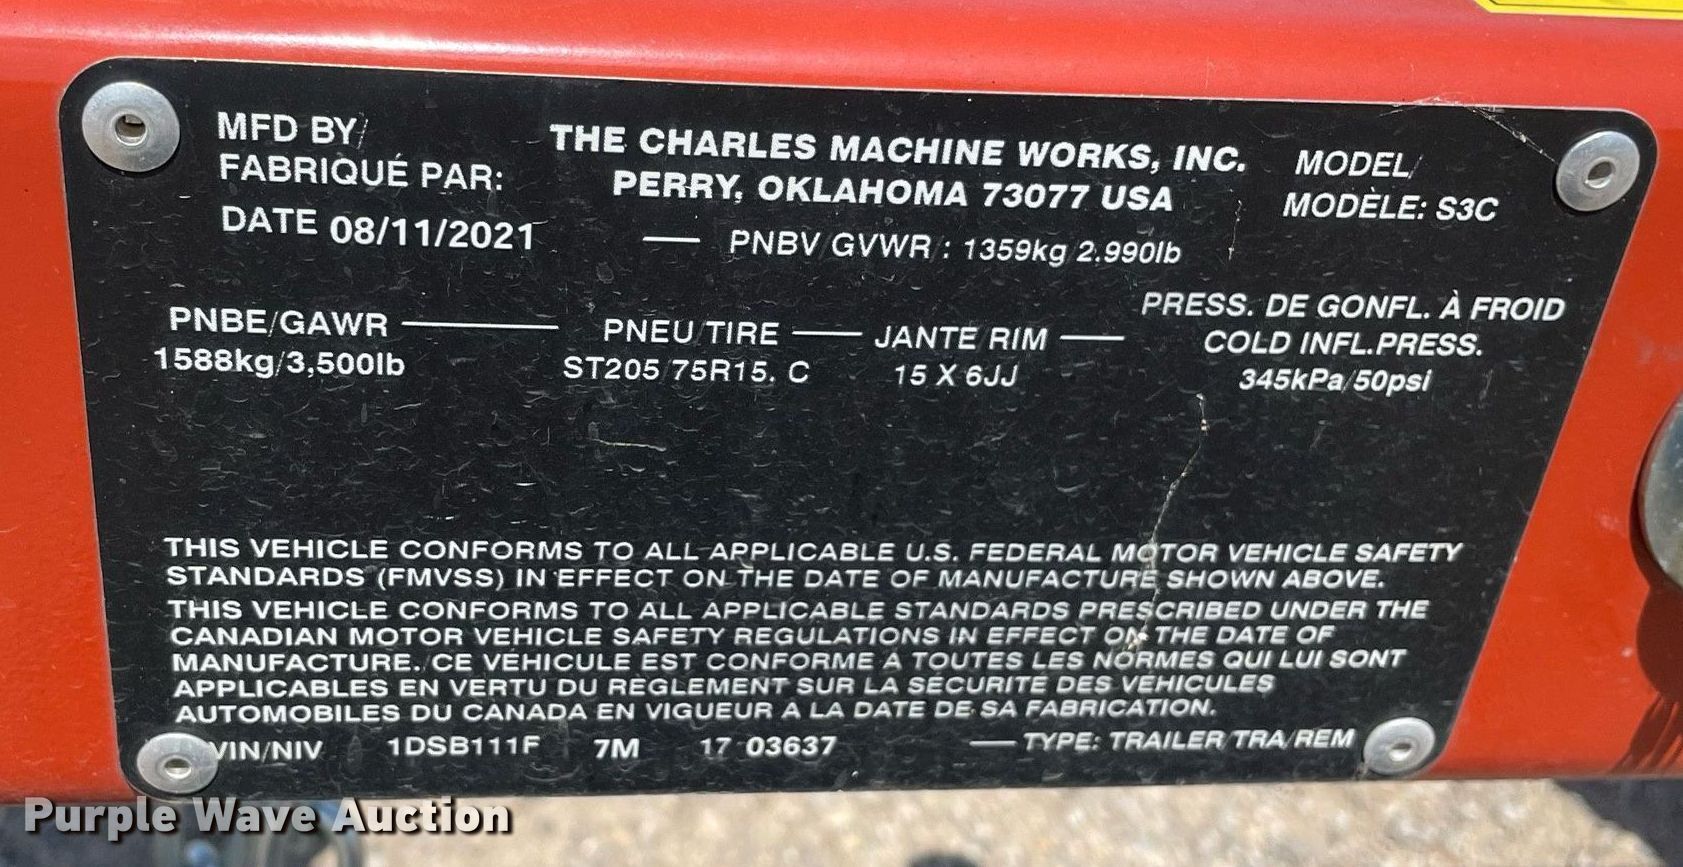 MFD BY/
FABRIQUÉ PAR:
THE CHARLES MACHINE WORKS, INC.
PERRY, OKLAHOMA 73077 USA
MODEL/
MODÈLE: S3C
DATE 08/11/2021
PNBV/GVWR : 1359kg/2.990lb
PNBE/GAWR
1588kg/3,500lb
PNEU/TIRE
ST205/75R15. C
JANTE/RIM
15 X 6JJ
PRESS. DE GONFL. À FROID
COLD INFL.PRESS.
345kPa/50psi
THIS VEHICLE CONFORMS TO ALL APPLICABLE U.S. FEDERAL MOTOR VEHICLE SAFETY
STANDARDS (FMVSS) IN EFFECT ON THE DATE OF MANUFACTURE SHOWN ABOVE.
THIS VEHICLE CONFORMS TO ALL APPLICABLE STANDARDS PRESCRIBED UNDER THE
CANADIAN MOTOR VEHICLE SAFETY REGULATIONS IN EFFECT ON THE DATE OF
MANUFACTURE./CE VÉHICULE EST CONFORME À TOUTES LES NORMES QUI LUI SONT
APPLICABLES EN VERTU DU RÈGLEMENT SUR LA SÉCURITÉ DES VÉHICULES
AUTOMOBILES DU CANADA EN VIGUEUR À LA DATE DE SA FABRICATION.
VIN/NIV 1DSB111F 7M 17 03637 TYPE: TRAILER/TRA/REM
Purple Wave Auction